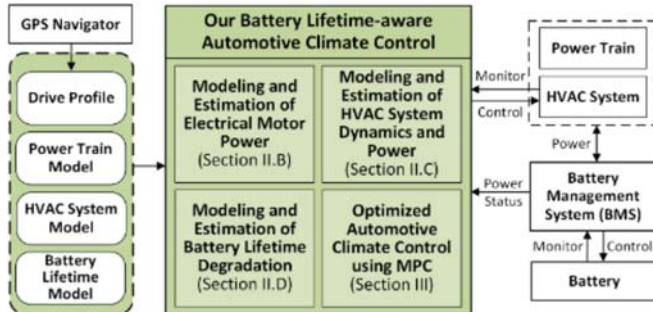 GPS Navigator
Drive Profile
Power Train
Model
HVAC System
Model
Battery
Lifetime
Model
Our Battery Lifetime-aware
Automotive Climate Control
Modeling and
Estimation of
Electrical Motor
Power
(Section II.B)
Modeling and
Estimation of
HVAC System
Dynamics and
Power
(Section II.C)
Modeling and
Estimation of
Battery Lifetime
Degradation
(Section II.D)
Optimized
Automotive
Climate Control
using MPC
(Section III)
Monitor
Control
Power
Status
Power Train
HVAC System
Power
Battery
Management
System (BMS)
Monitor
Control
Battery